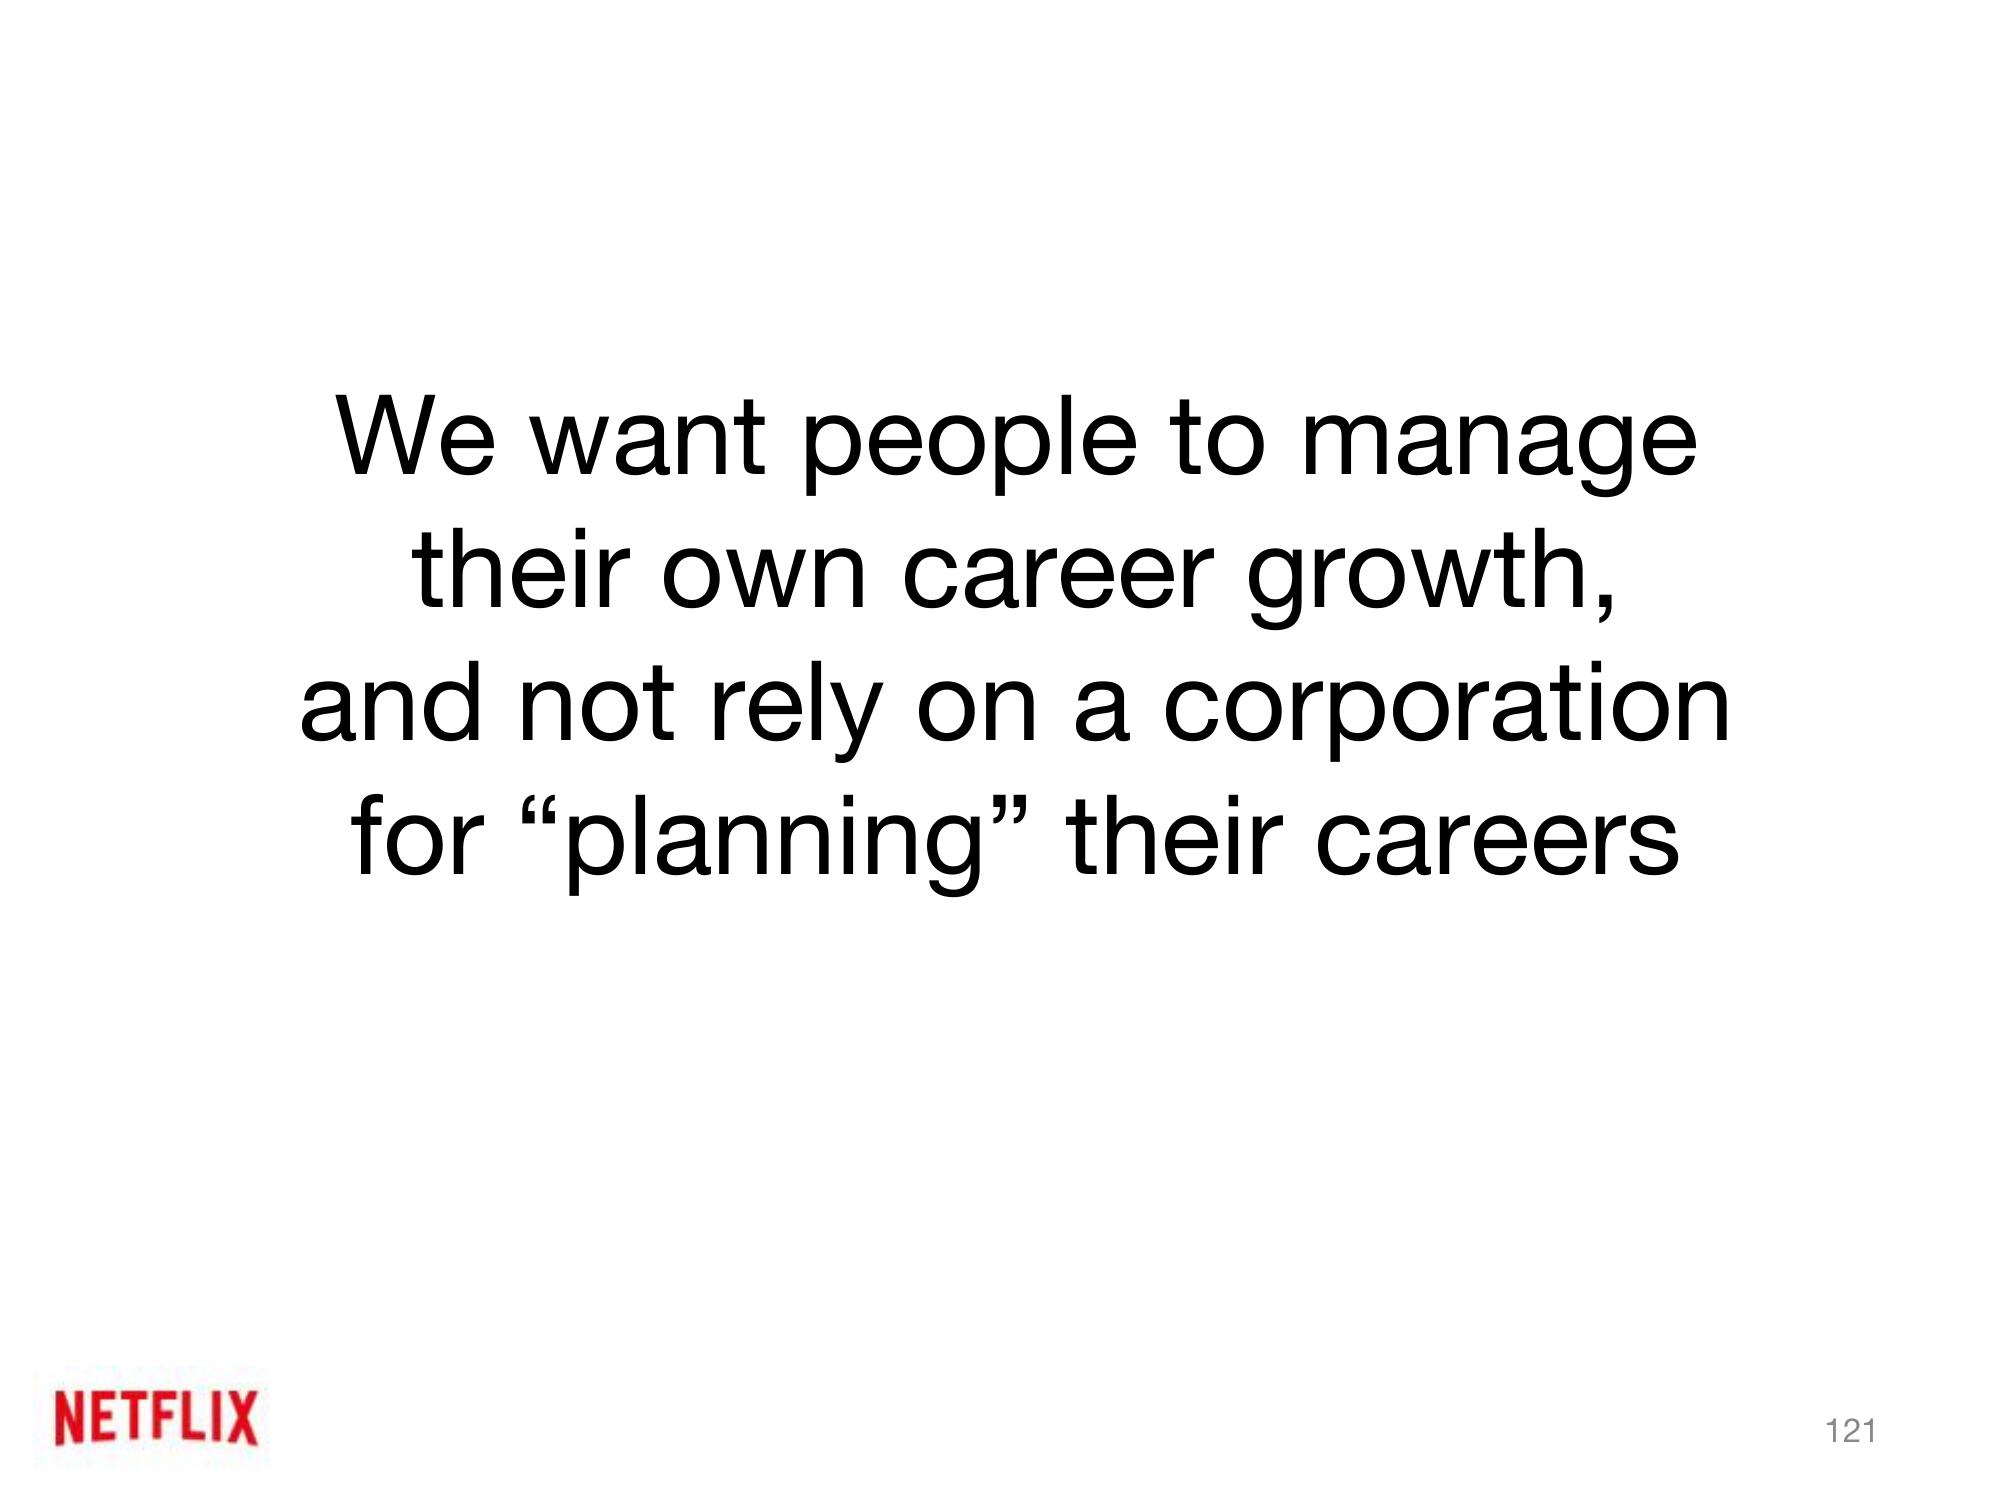 We want people to manage
their own career growth,
and not rely on a corporation
for “planning” their careers
NETFLIX
121